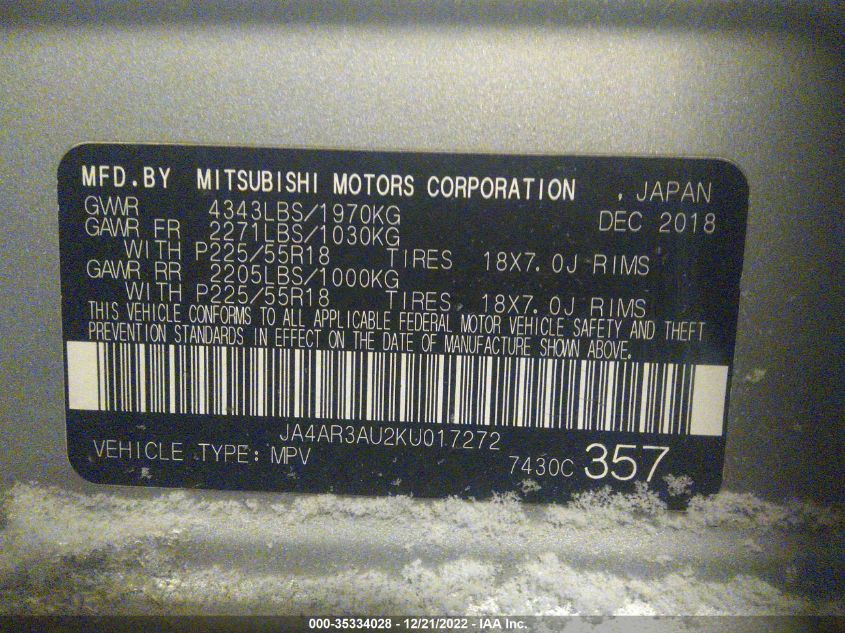 MFD.BY MITSUBISHI MOTORS CORPORATION , JAPAN
GVWR 4343LBS/1970KG DEC 2018
GAWR FR 2271LBS/1030KG
WITH P225/55R18 TIRES 18X7.0J RIMS
GAWR RR 2205LBS/1000KG
WITH P225/55R18 TIRES 18X7.0J RIMS
THIS VEHICLE CONFORMS TO ALL APPLICABLE FEDERAL MOTOR VEHICLE SAFETY AND THEFT
PREVENTION STANDARDS IN EFFECT ON THE DATE OF MANUFACTURE SHOWN ABOVE.
JA4AR3AU2KU017272
VEHICLE TYPE: MPV 7430C 357
000-35334028 - 12/21/2022 - IAA Inc.